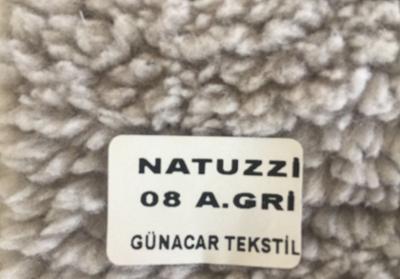 NATUZZİ
08 A.GRİ
GÜNACAR TEKSTİL